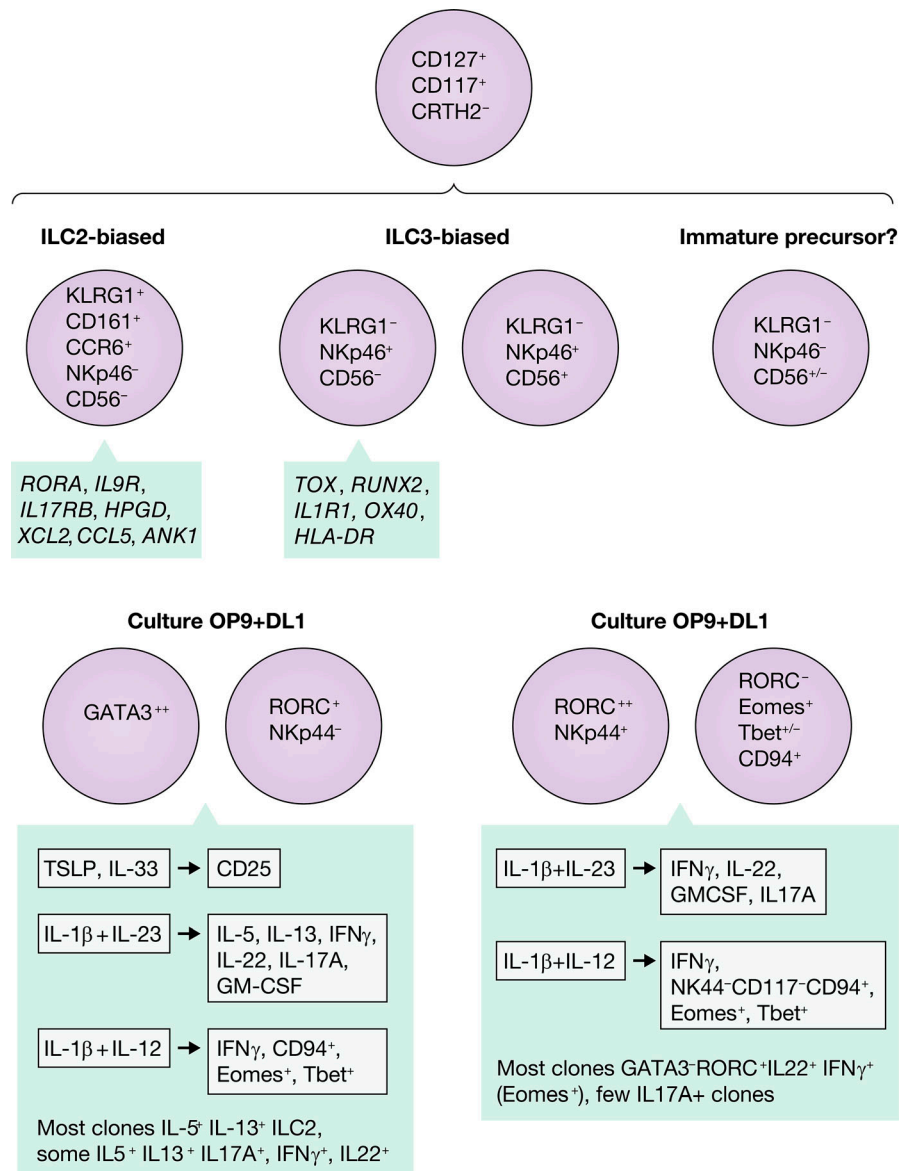 CD127⁺
CD117⁺
CRTH2⁻
ILC2-biased
KLRG1⁺
CD161⁺
CCR6⁺
NKp46⁻
CD56⁻
RORA, IL9R,
IL17RB, HPGD,
XCL2, CCL5, ANK1
ILC3-biased
KLRG1⁻
NKp46⁺
CD56⁻
KLRG1⁻
NKp46⁺
CD56⁺
TOX, RUNX2,
IL1R1, OX40,
HLA-DR
Immature precursor?
KLRG1⁻
NKp46⁻
CD56⁺/⁻
Culture OP9+DL1
GATA3⁺⁺
RORC⁺
NKp44⁻
TSLP, IL-33
CD25
IL-1β+IL-23
IL-5, IL-13, IFNγ,
IL-22, IL-17A,
GM-CSF
IL-1β+IL-12
IFNγ, CD94⁺,
Eomes⁺, Tbet⁺
Most clones IL-5⁺ IL-13⁺ ILC2,
some IL5⁺ IL13⁺ IL17A⁺, IFNγ⁺, IL22⁺
Culture OP9+DL1
RORC⁺⁺
NKp44⁺
RORC⁻
Eomes⁺
Tbet⁺/⁻
CD94⁺
IL-1β+IL-23
IFNγ, IL-22,
GMCSF, IL17A
IL-1β+IL-12
IFNγ,
NK44⁻CD117⁻CD94⁺,
Eomes⁺, Tbet⁺
Most clones GATA3⁻RORC⁺IL22⁺ IFNγ⁺
(Eomes⁺), few IL17A+ clones